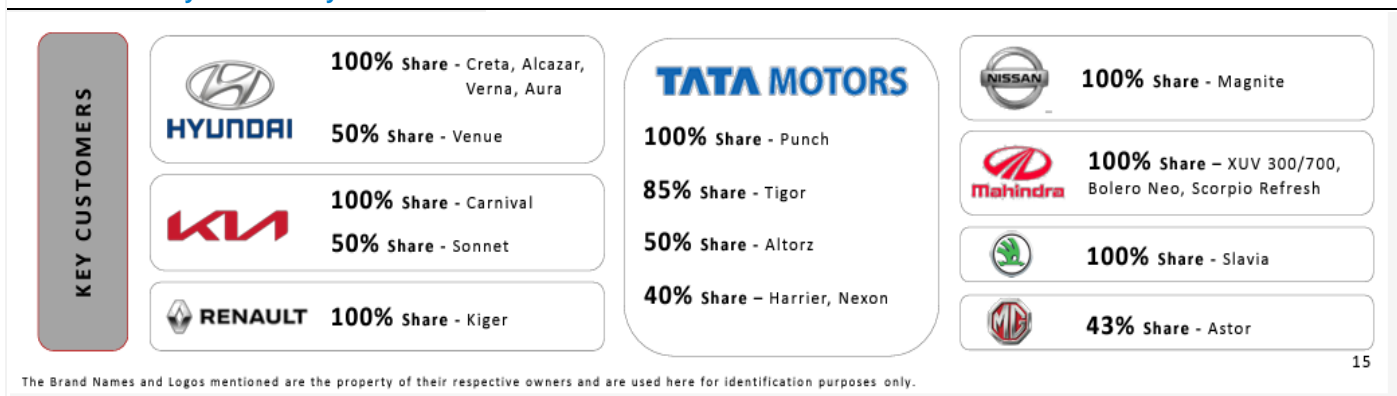 KEY CUSTOMERS
HYUNDAI
100% Share - Creta, Alcazar,
Verna, Aura
50% Share - Venue
KIA
100% Share - Carnival
50% Share - Sonnet
RENAULT
100% Share - Kiger
TATA MOTORS
100% Share - Punch
85% Share - Tigor
50% Share - Altorz
40% Share – Harrier, Nexon
NISSAN
100% Share - Magnite
Mahindra
100% Share – XUV 300/700,
Bolero Neo, Scorpio Refresh
100% Share - Slavia
MG
43% Share - Astor
15
The Brand Names and Logos mentioned are the property of their respective owners and are used here for identification purposes only.